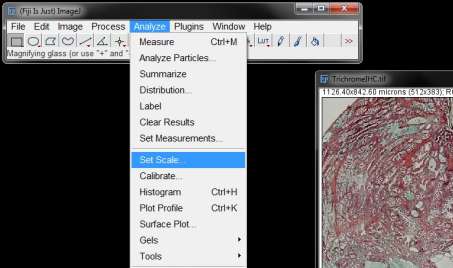 (Fiji Is Just) ImageJ
File Edit Image Process Analyze Plugins Window Help
LUT >>
Magnifying glass (or use "+" and "-
Measure Ctrl+M
Analyze Particles...
Summarize
Distribution...
Label
Clear Results
Set Measurements...
Set Scale...
Calibrate...
Histogram Ctrl+H
Plot Profile Ctrl+K
Surface Plot...
Gels
Tools
TrichromeIHC.tif
1126.40x842.60 microns (512x383);